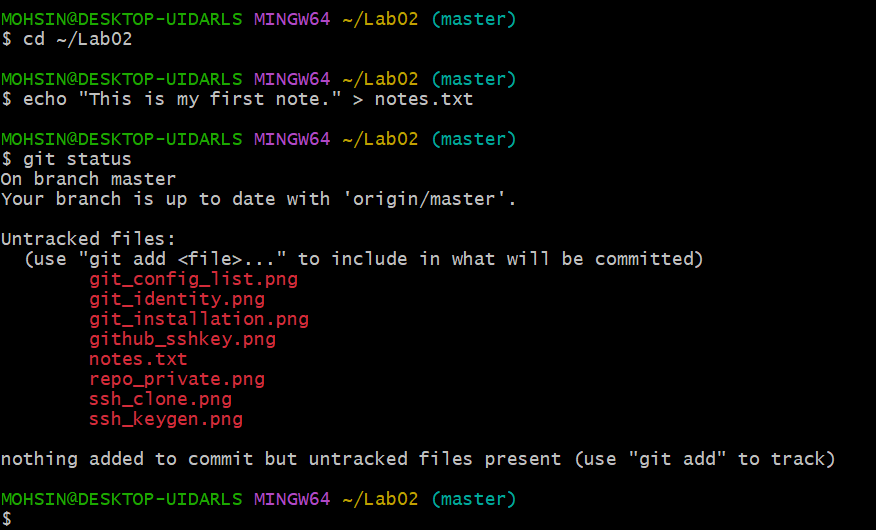 MOHSIN@DESKTOP-UIDARLS MINGW64 ~/Lab02 (master)
$ cd ~/Lab02
MOHSIN@DESKTOP-UIDARLS MINGW64 ~/Lab02 (master)
$ echo "This is my first note." > notes.txt
MOHSIN@DESKTOP-UIDARLS MINGW64 ~/Lab02 (master)
$ git status
On branch master
Your branch is up to date with 'origin/master'.
Untracked files:
  (use "git add <file>..." to include in what will be committed)
        git_config_list.png
        git_identity.png
        git_installation.png
        github_sshkey.png
        notes.txt
        repo_private.png
        ssh_clone.png
        ssh_keygen.png
nothing added to commit but untracked files present (use "git add" to track)
MOHSIN@DESKTOP-UIDARLS MINGW64 ~/Lab02 (master)
$